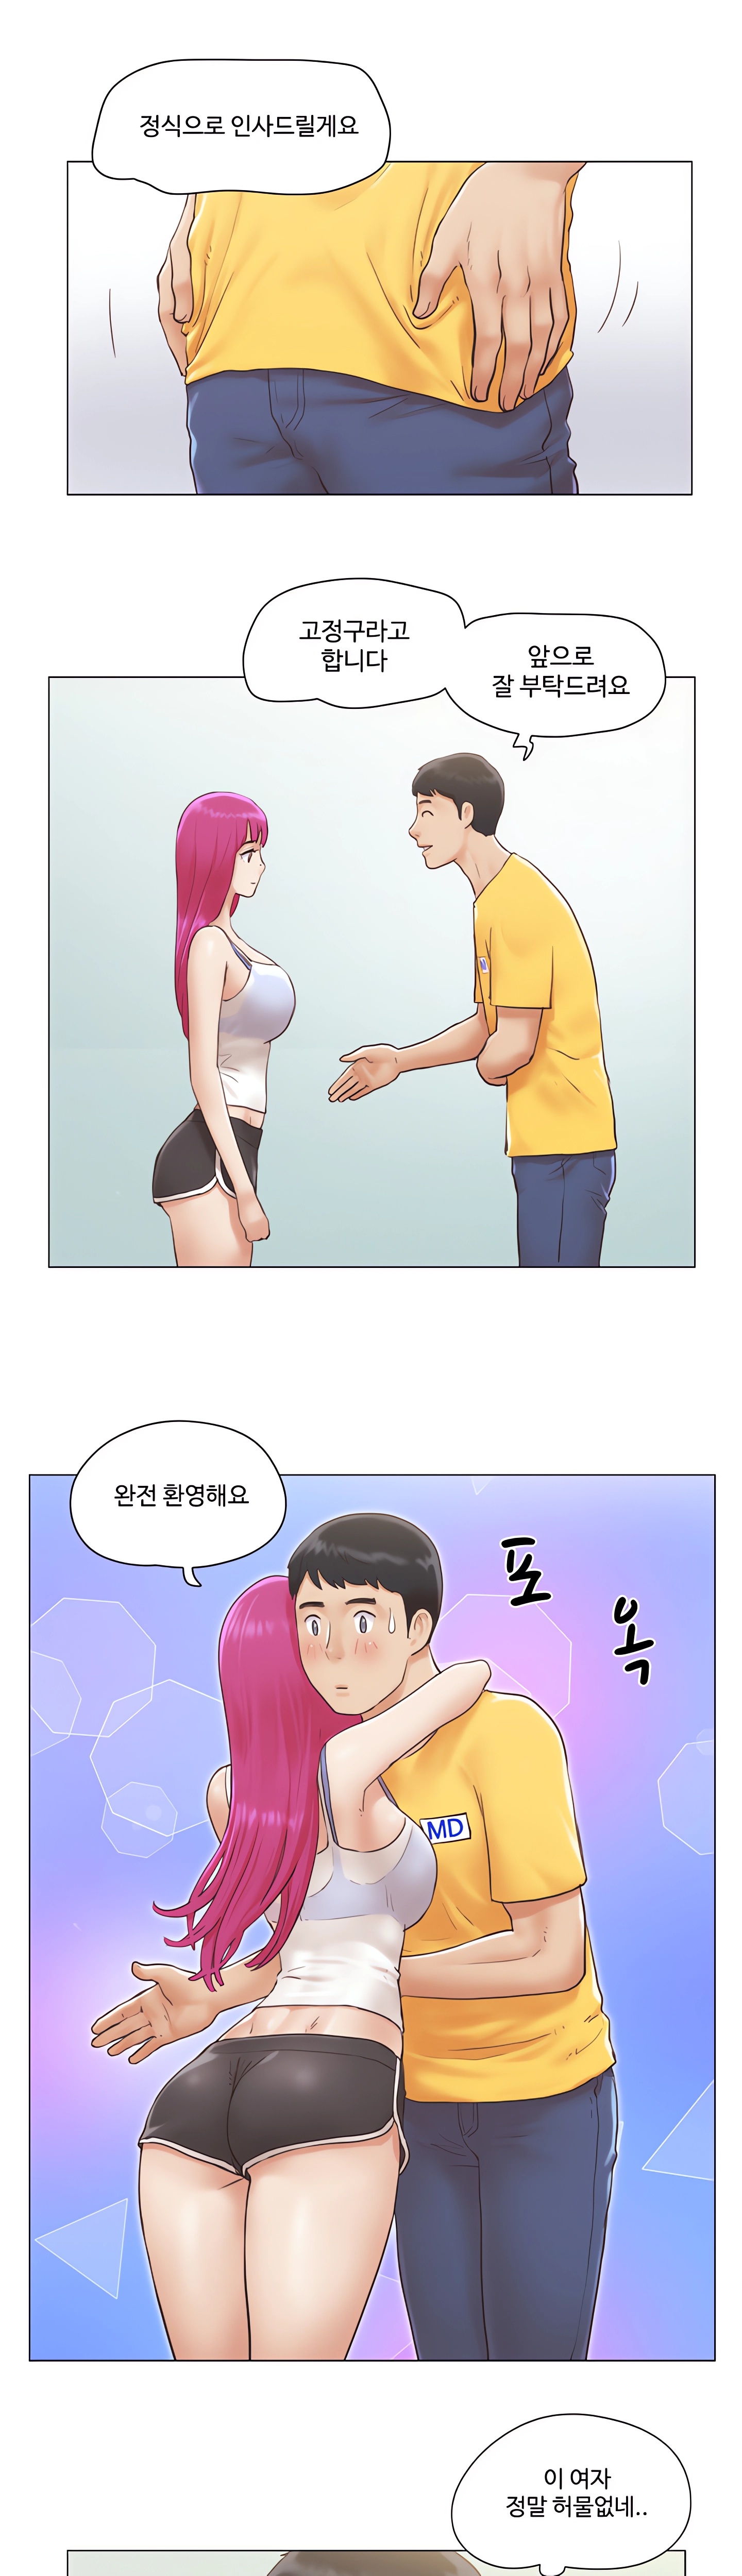 정식으로 인사드릴게요
고정구라고
합니다
앞으로
잘 부탁드려요
완전 환영해요
포
옥
MD
이 여자
정말 허물없네..